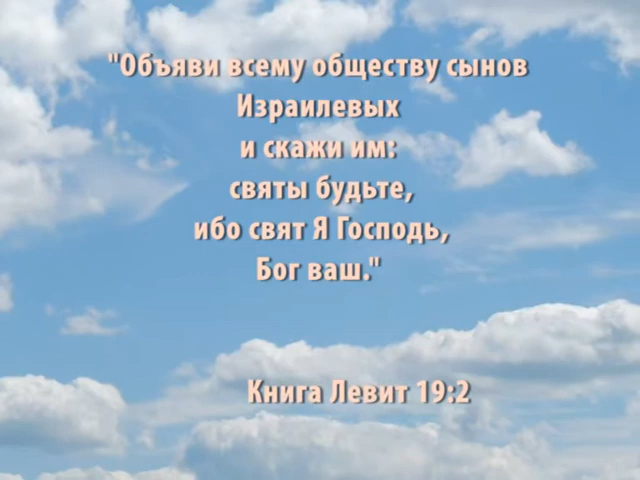 "Объяви всему обществу сынов
Израилевых
и скажи им:
святы будьте,
ибо свят Я Господь,
Бог ваш."
Книга Левит 19:2